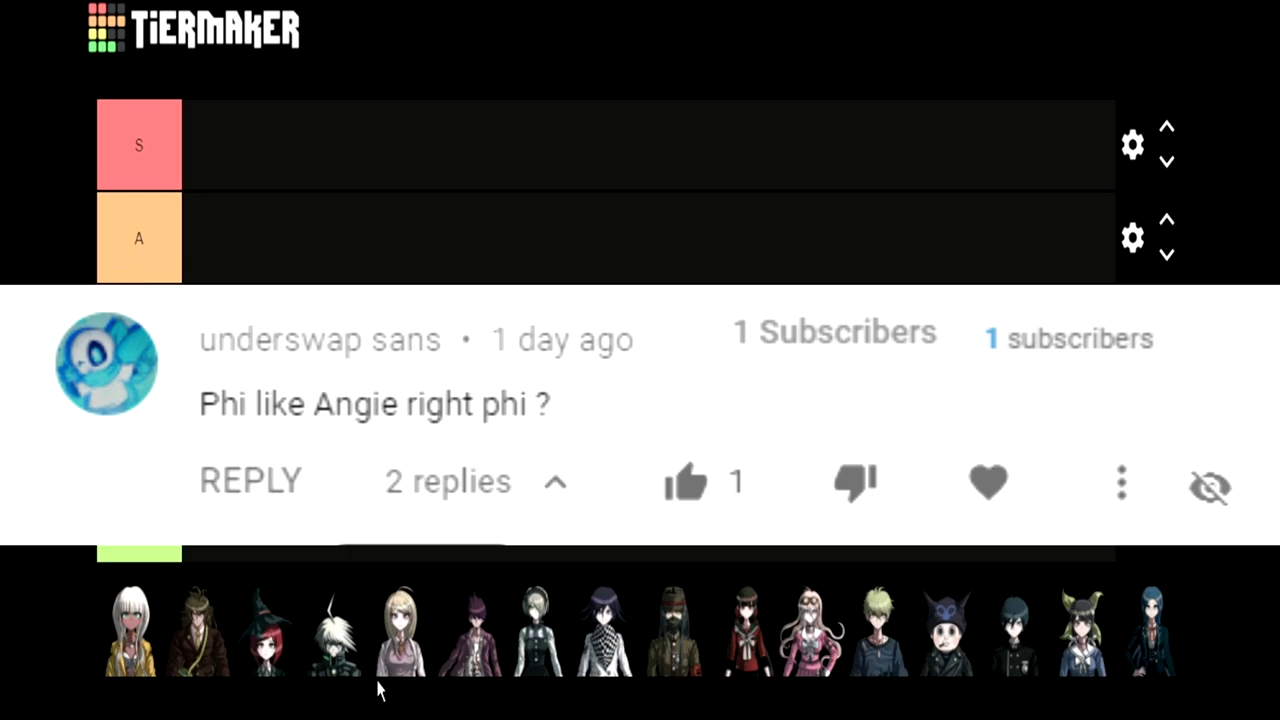 TiERMAKER
S
A
underswap sans • 1 day ago
1 Subscribers
1 subscribers
Phi like Angie right phi ?
REPLY
2 replies
1